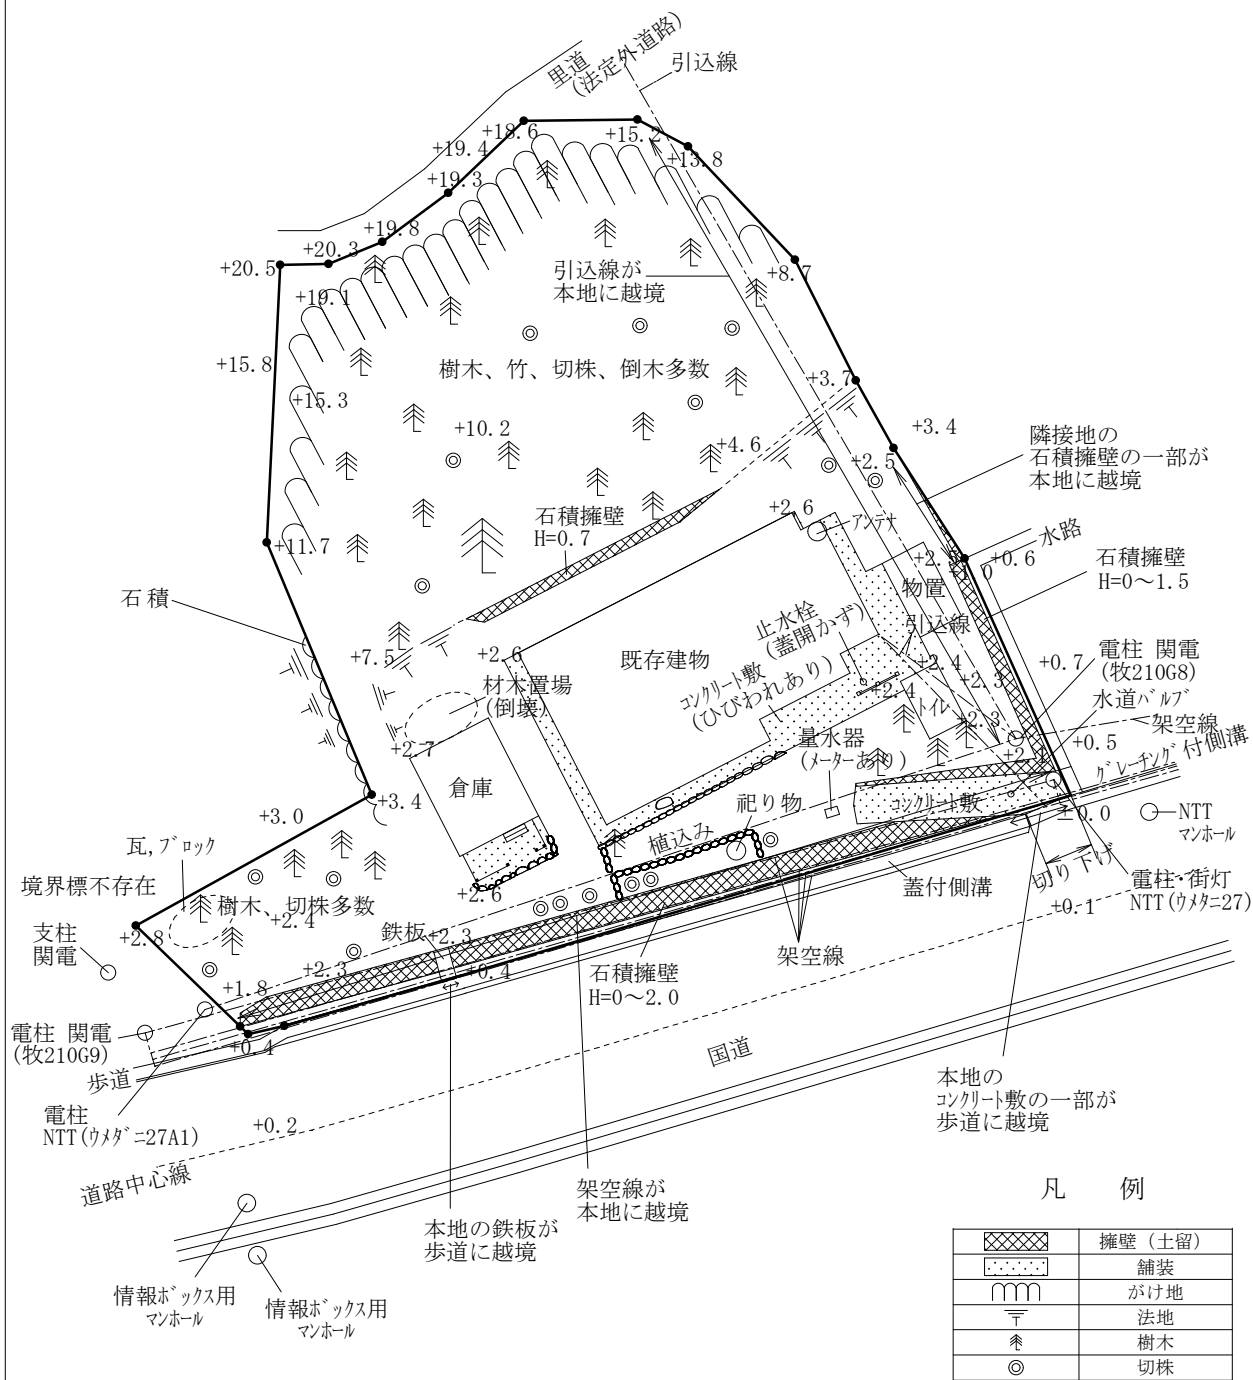 里道
(法定外道路)
引込線
+18.6
+15.2
+13.8
+19.4
+19.3
+19.8
+20.3
+20.5
+19.1
+8.7
引込線が
本地に越境
+15.8
樹木、竹、切株、倒木多数
+3.7
+15.3
+10.2
+4.6
+3.4
隣接地の
石積擁壁の一部が
本地に越境
+2.5
+2.6
アンテナ
石積擁壁
H=0.7
水路
+11.7
+2.5
+1.0
+0.6
石積擁壁
H=0〜1.5
物置
石積
止水栓
(蓋開かず)
引込線
+7.5
+2.6
既存建物
+2.4
+0.7
電柱 関電
(牧210G8)
+2.3
材木置場
(倒壊)
コンクリート敷
(ひびわれあり)
+2.4
トイレ
水道バルブ
架空線
+2.3
+2.7
量水器
(メーターあり)
+2.1
+0.5
グレーチング付側溝
倉庫
+3.4
コンクリート敷
+3.0
祀り物
±0.0
NTT
マンホール
瓦,ブロック
植込み
切り下げ
境界標不存在
蓋付側溝
電柱・街灯
NTT(ウメタニ27)
+2.6
樹木、切株多数
+2.4
+0.1
+2.8
支柱
関電
鉄板
+2.3
架空線
+2.3
+0.4
石積擁壁
H=0〜2.0
+1.8
電柱 関電
(牧210G9)
+0.4
国道
歩道
本地の
コンクリート敷の一部が
歩道に越境
電柱
NTT(ウメダニ27A1)
+0.2
道路中心線
架空線が
本地に越境
本地の鉄板が
歩道に越境
情報ボックス用
マンホール
情報ボックス用
マンホール
凡 例
擁壁（土留）
舗装
がけ地
法地
樹木
切株